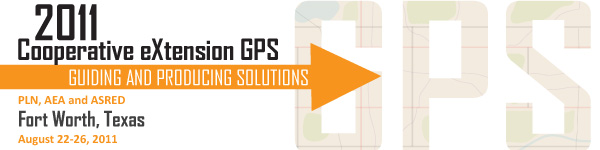 2011
Cooperative eXtension GPS
GUIDING AND PRODUCING SOLUTIONS
PLN, AEA and ASRED
Fort Worth, Texas
August 22-26, 2011
GPS